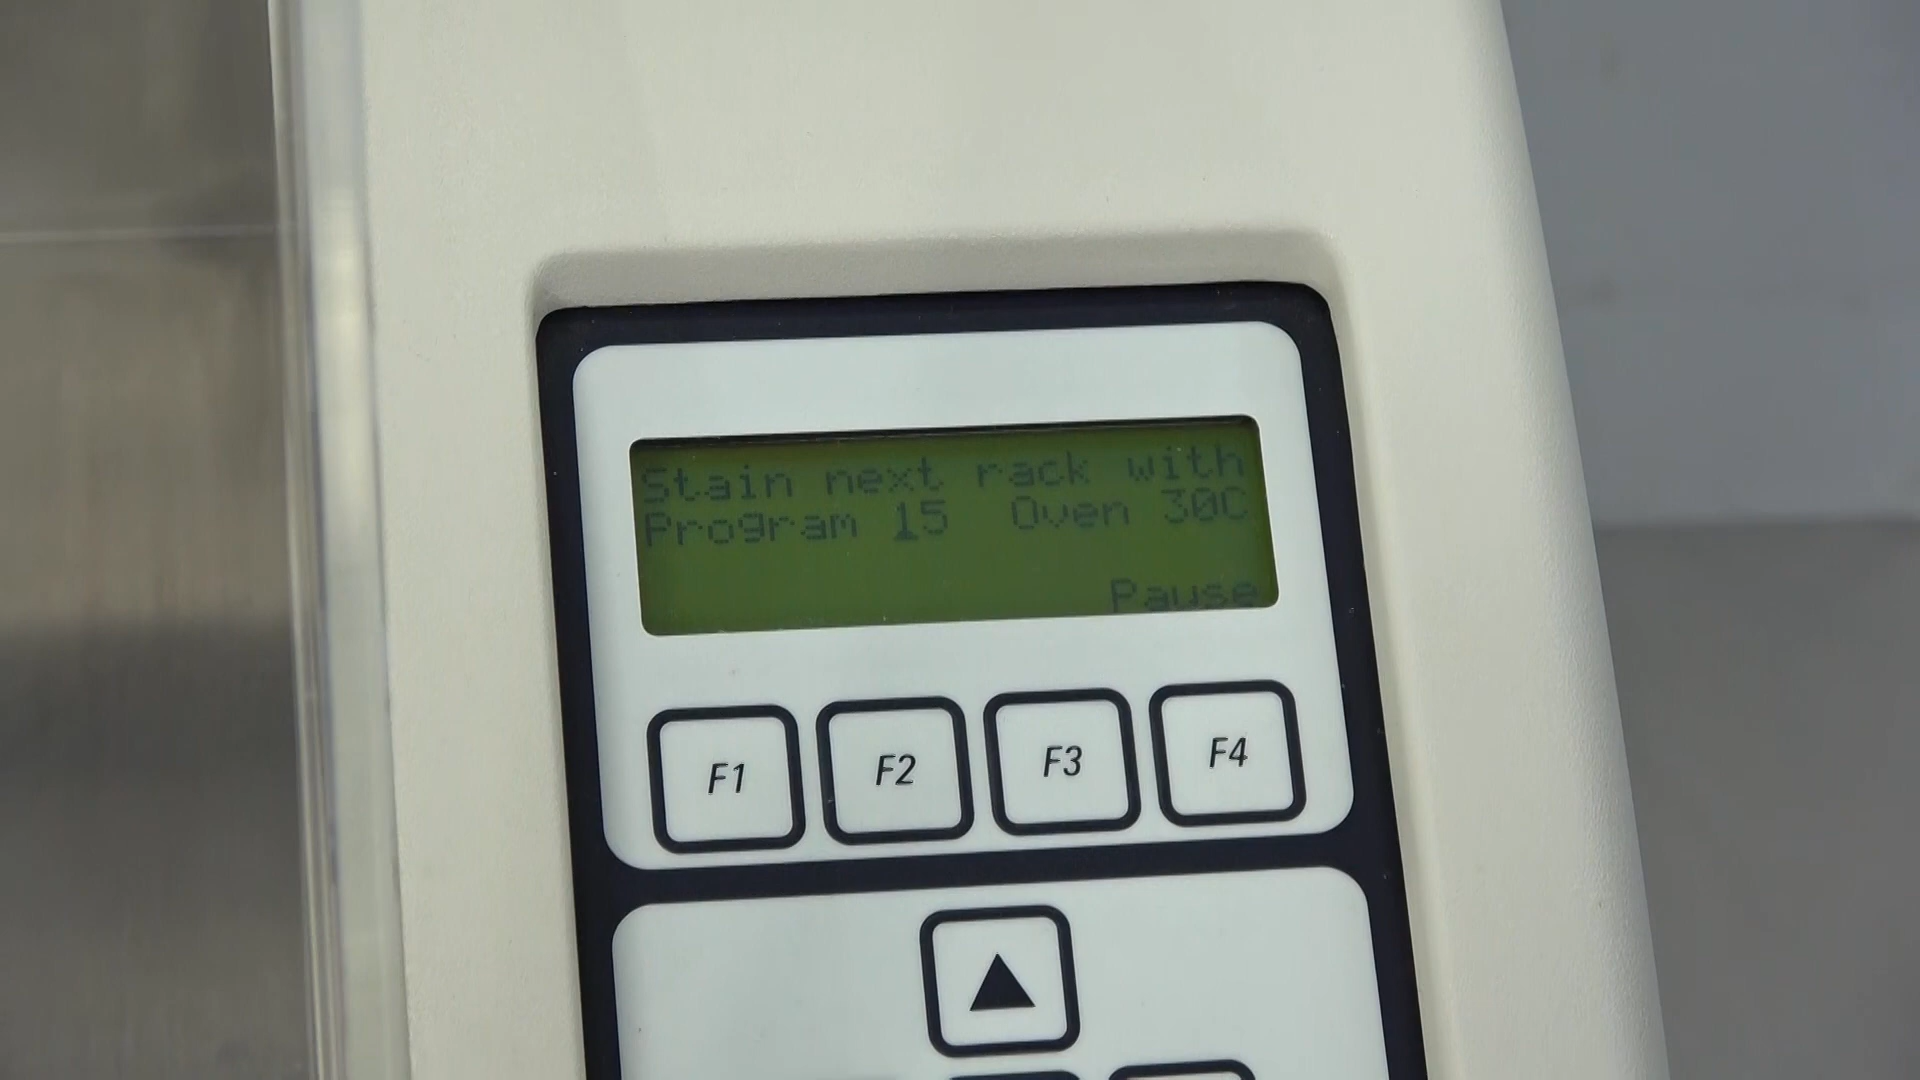 Stain next rack with
Program 15  Oven 30C
Pause
F1 F2 F3 F4